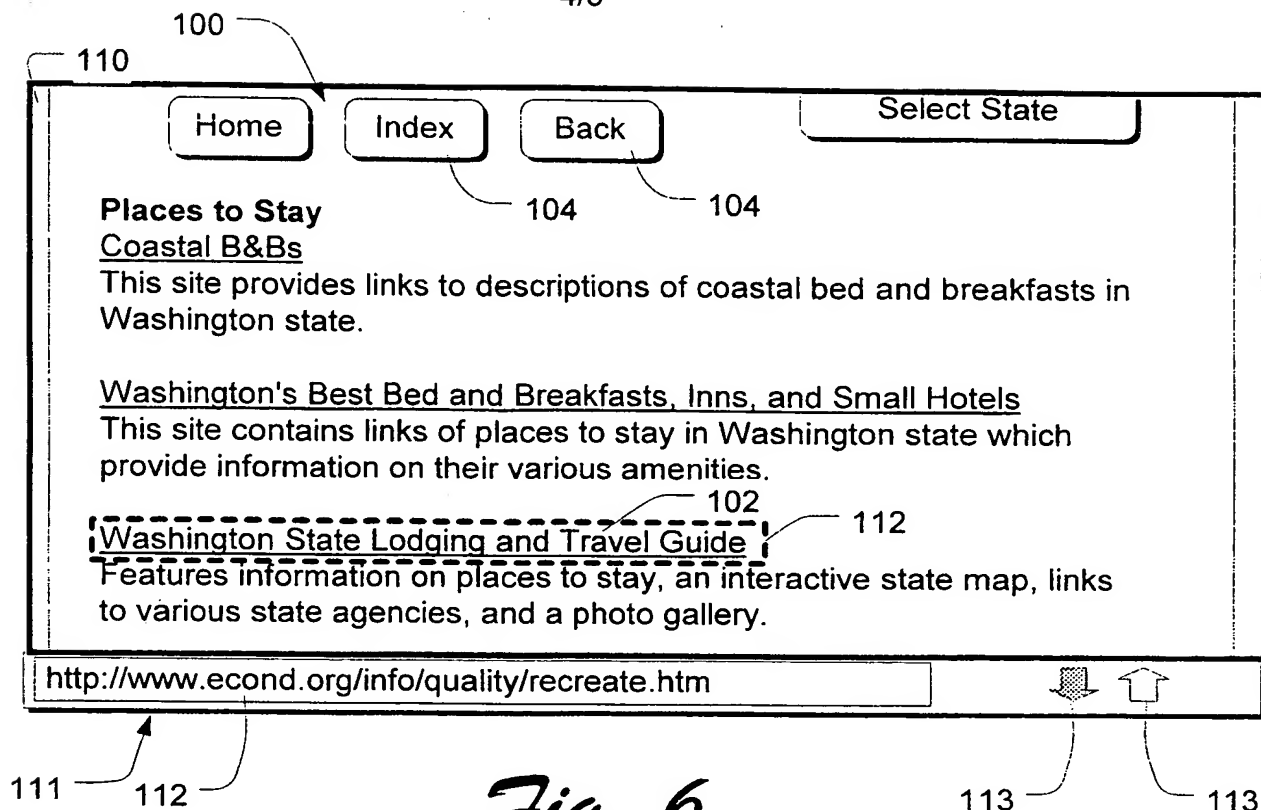 4/8
100
110
Home Index Back Select State
104 104
Places to Stay
Coastal B&Bs
This site provides links to descriptions of coastal bed and breakfasts in
Washington state.
Washington's Best Bed and Breakfasts, Inns, and Small Hotels
This site contains links of places to stay in Washington state which
provide information on their various amenities.
102
112
Washington State Lodging and Travel Guide
Features information on places to stay, an interactive state map, links
to various state agencies, and a photo gallery.
http://www.econd.org/info/quality/recreate.htm
111 112 113 113
Fig. 6